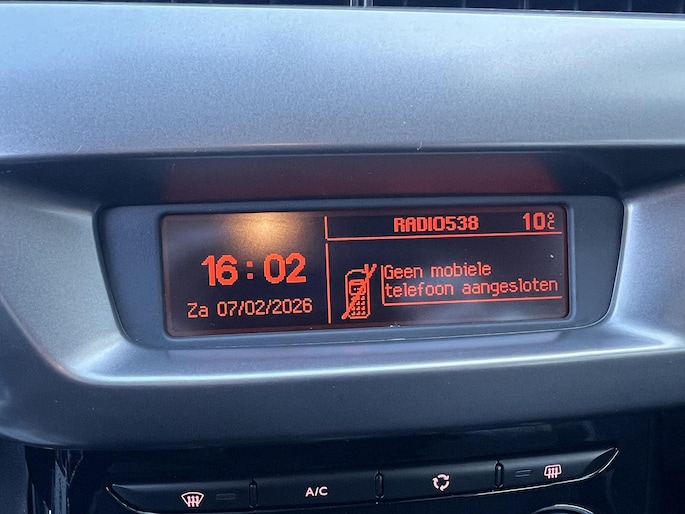 RADIO538 10°C
16:02
Geen mobiele
telefoon aangesloten
Za 07/02/2026
A/C